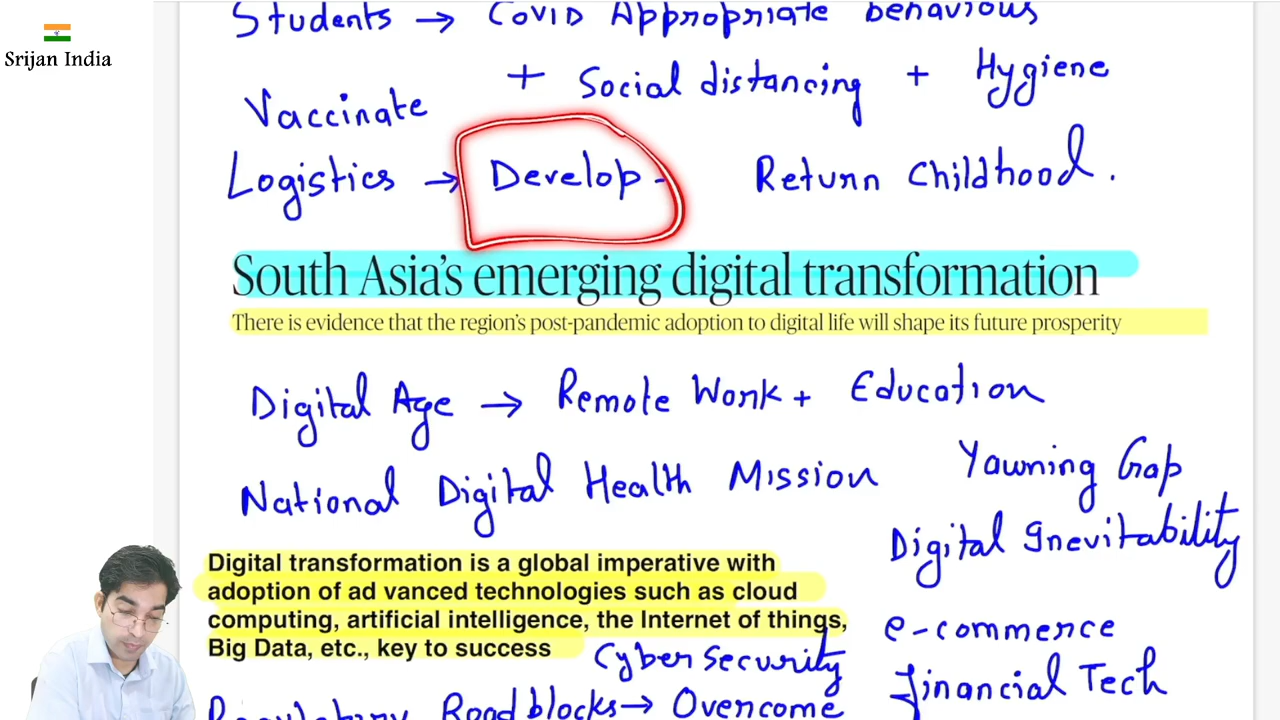 Srijan India
Students → Covid Appropriate behavious
+ Social distancing + Hygiene
Vaccinate
Logistics → Develop - Return Childhood.
South Asia's emerging digital transformation
There is evidence that the region's post-pandemic adoption to digital life will shape its future prosperity
Digital Age → Remote Work + Education
National Digital Health Mission
Yawning Gap
Digital Inevitability
Digital transformation is a global imperative with
adoption of ad vanced technologies such as cloud
computing, artificial intelligence, the Internet of things,
Big Data, etc., key to success
Cyber Security
e-commerce
Financial Tech
Regulatory Roadblocks → Overcome